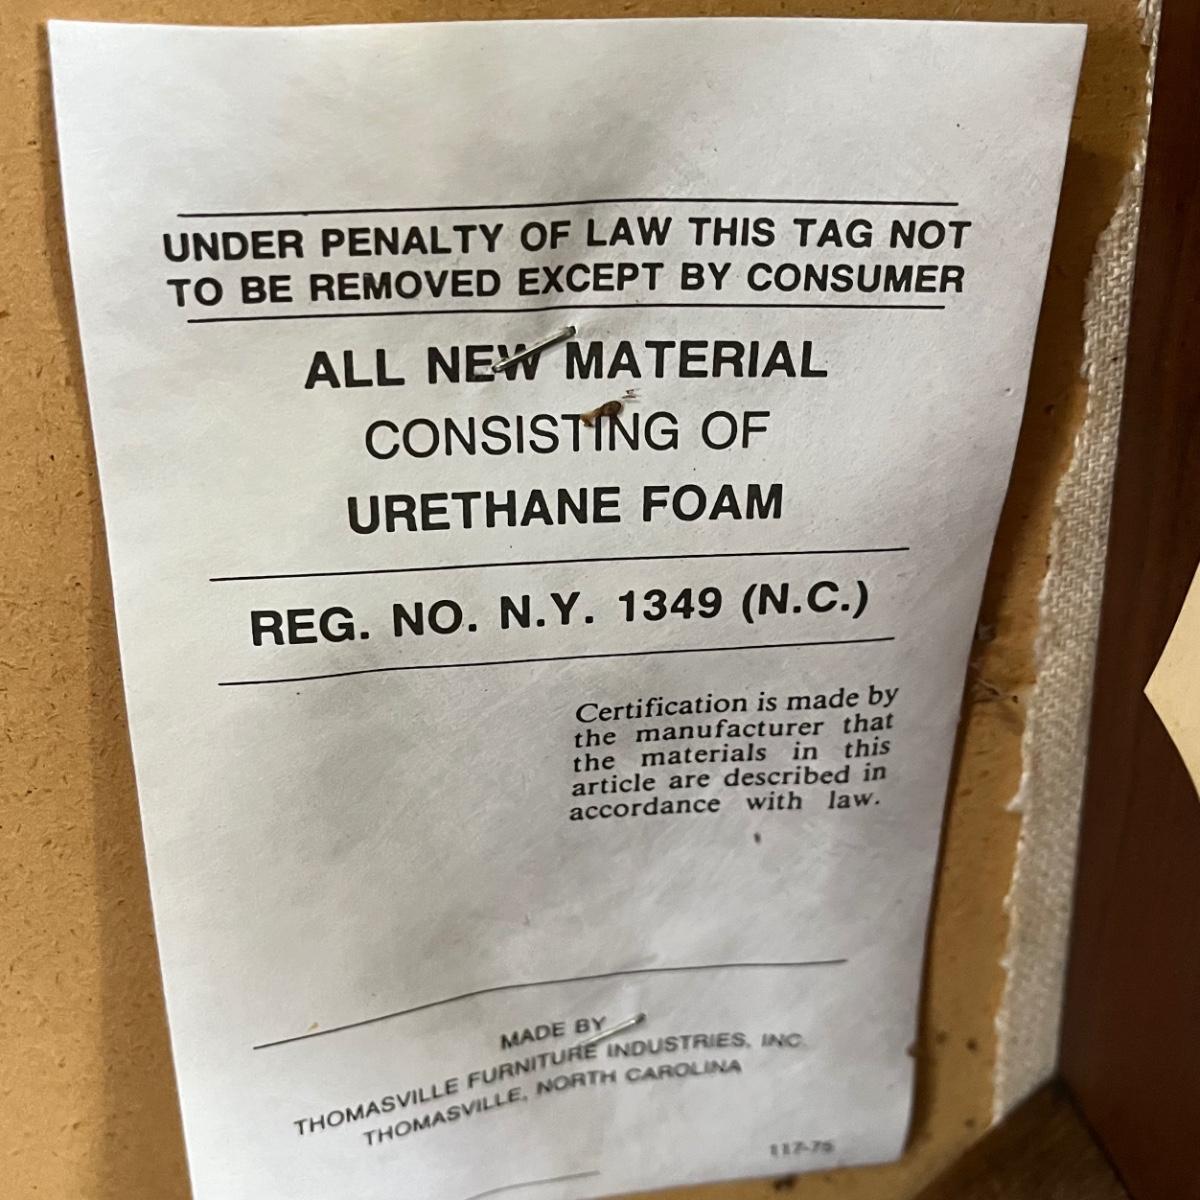 UNDER PENALTY OF LAW THIS TAG NOT
TO BE REMOVED EXCEPT BY CONSUMER
ALL NEW MATERIAL
CONSISTING OF
URETHANE FOAM
REG. NO. N.Y. 1349 (N.C.)
Certification is made by
the manufacturer that
the materials in this
article are described in
accordance with law.
MADE BY
THOMASVILLE FURNITURE INDUSTRIES, INC.
THOMASVILLE, NORTH CAROLINA
117-75